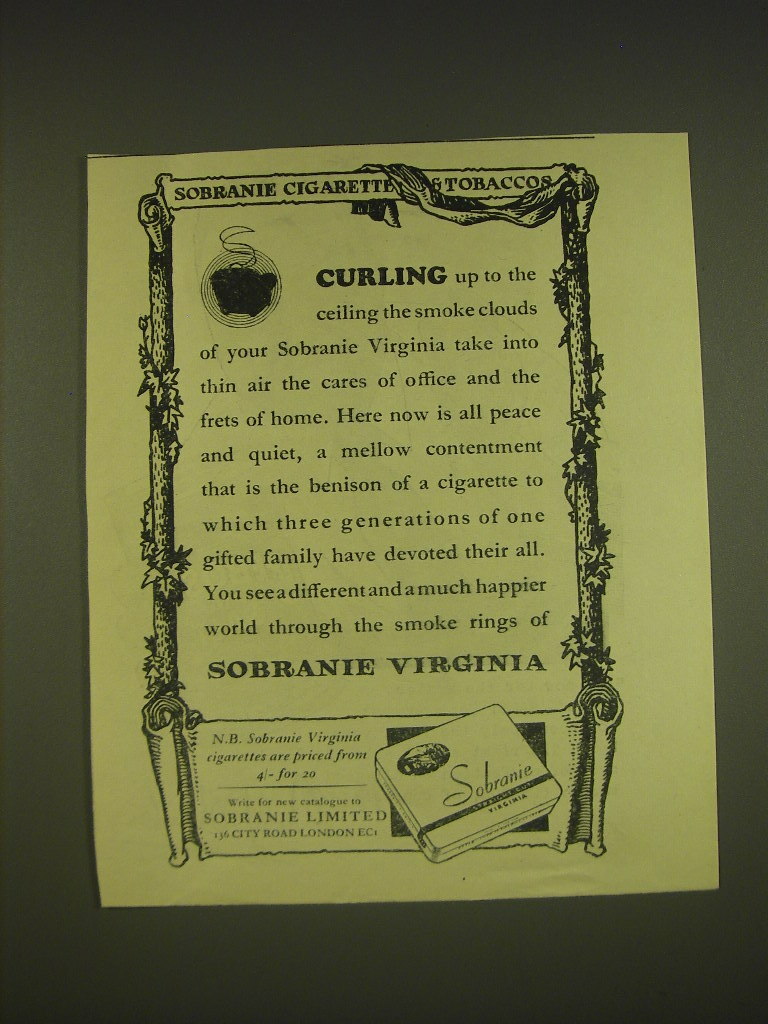 SOBRANIE CIGARETTE & TOBACCOS
CURLING up to the
ceiling the smoke clouds
of your Sobranie Virginia take into
thin air the cares of office and the
frets of home. Here now is all peace
and quiet, a mellow contentment
that is the benison of a cigarette to
which three generations of one
gifted family have devoted their all.
You see a different and a much happier
world through the smoke rings of
SOBRANIE VIRGINIA
N.B. Sobranie Virginia
cigarettes are priced from
4/- for 20
Write for new catalogue to
SOBRANIE LIMITED
136 CITY ROAD LONDON EC1
Sobranie
STRAIGHT CUT
VIRGINIA